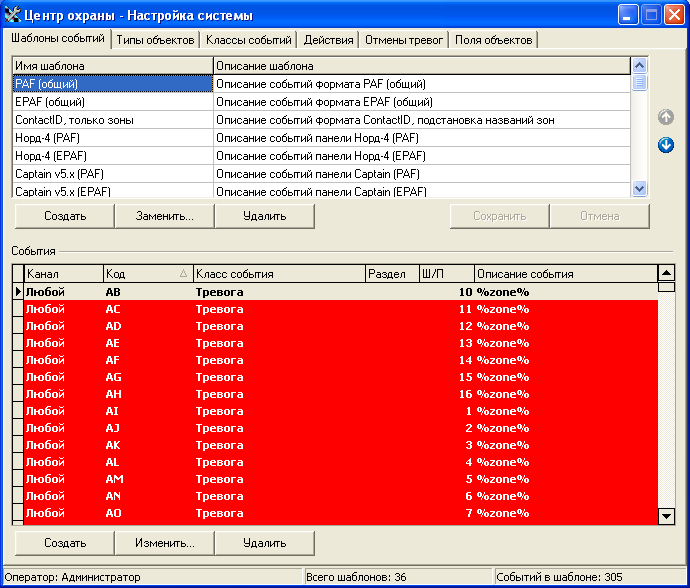 Центр охраны - Настройка системы
Шаблоны событий Типы объектов Классы событий Действия Отмены тревог Поля объектов
Имя шаблона Описание шаблона
PAF (общий) Описание событий формата PAF (общий)
EPAF (общий) Описание событий формата EPAF (общий)
ContactID, только зоны Описание событий формата ContactID, подстановка названий зон
Норд-4 (PAF) Описание событий панели Норд-4 (PAF)
Норд-4 (EPAF) Описание событий панели Норд-4 (EPAF)
Captain v5.x (PAF) Описание событий панели Captain (PAF)
Captain v5.x (EPAF) Описание событий панели Captain (EPAF)
Создать Заменить... Удалить Сохранить Отмена
События
Канал Код Класс события Раздел Ш/П Описание события
Любой AB Тревога 10 %zone%
Любой AC Тревога 11 %zone%
Любой AD Тревога 12 %zone%
Любой AE Тревога 13 %zone%
Любой AF Тревога 14 %zone%
Любой AG Тревога 15 %zone%
Любой AH Тревога 16 %zone%
Любой AI Тревога 1 %zone%
Любой AJ Тревога 2 %zone%
Любой AK Тревога 3 %zone%
Любой AL Тревога 4 %zone%
Любой AM Тревога 5 %zone%
Любой AN Тревога 6 %zone%
Любой AO Тревога 7 %zone%
Создать Изменить... Удалить
Оператор: Администратор Всего шаблонов: 36 Событий в шаблоне: 305